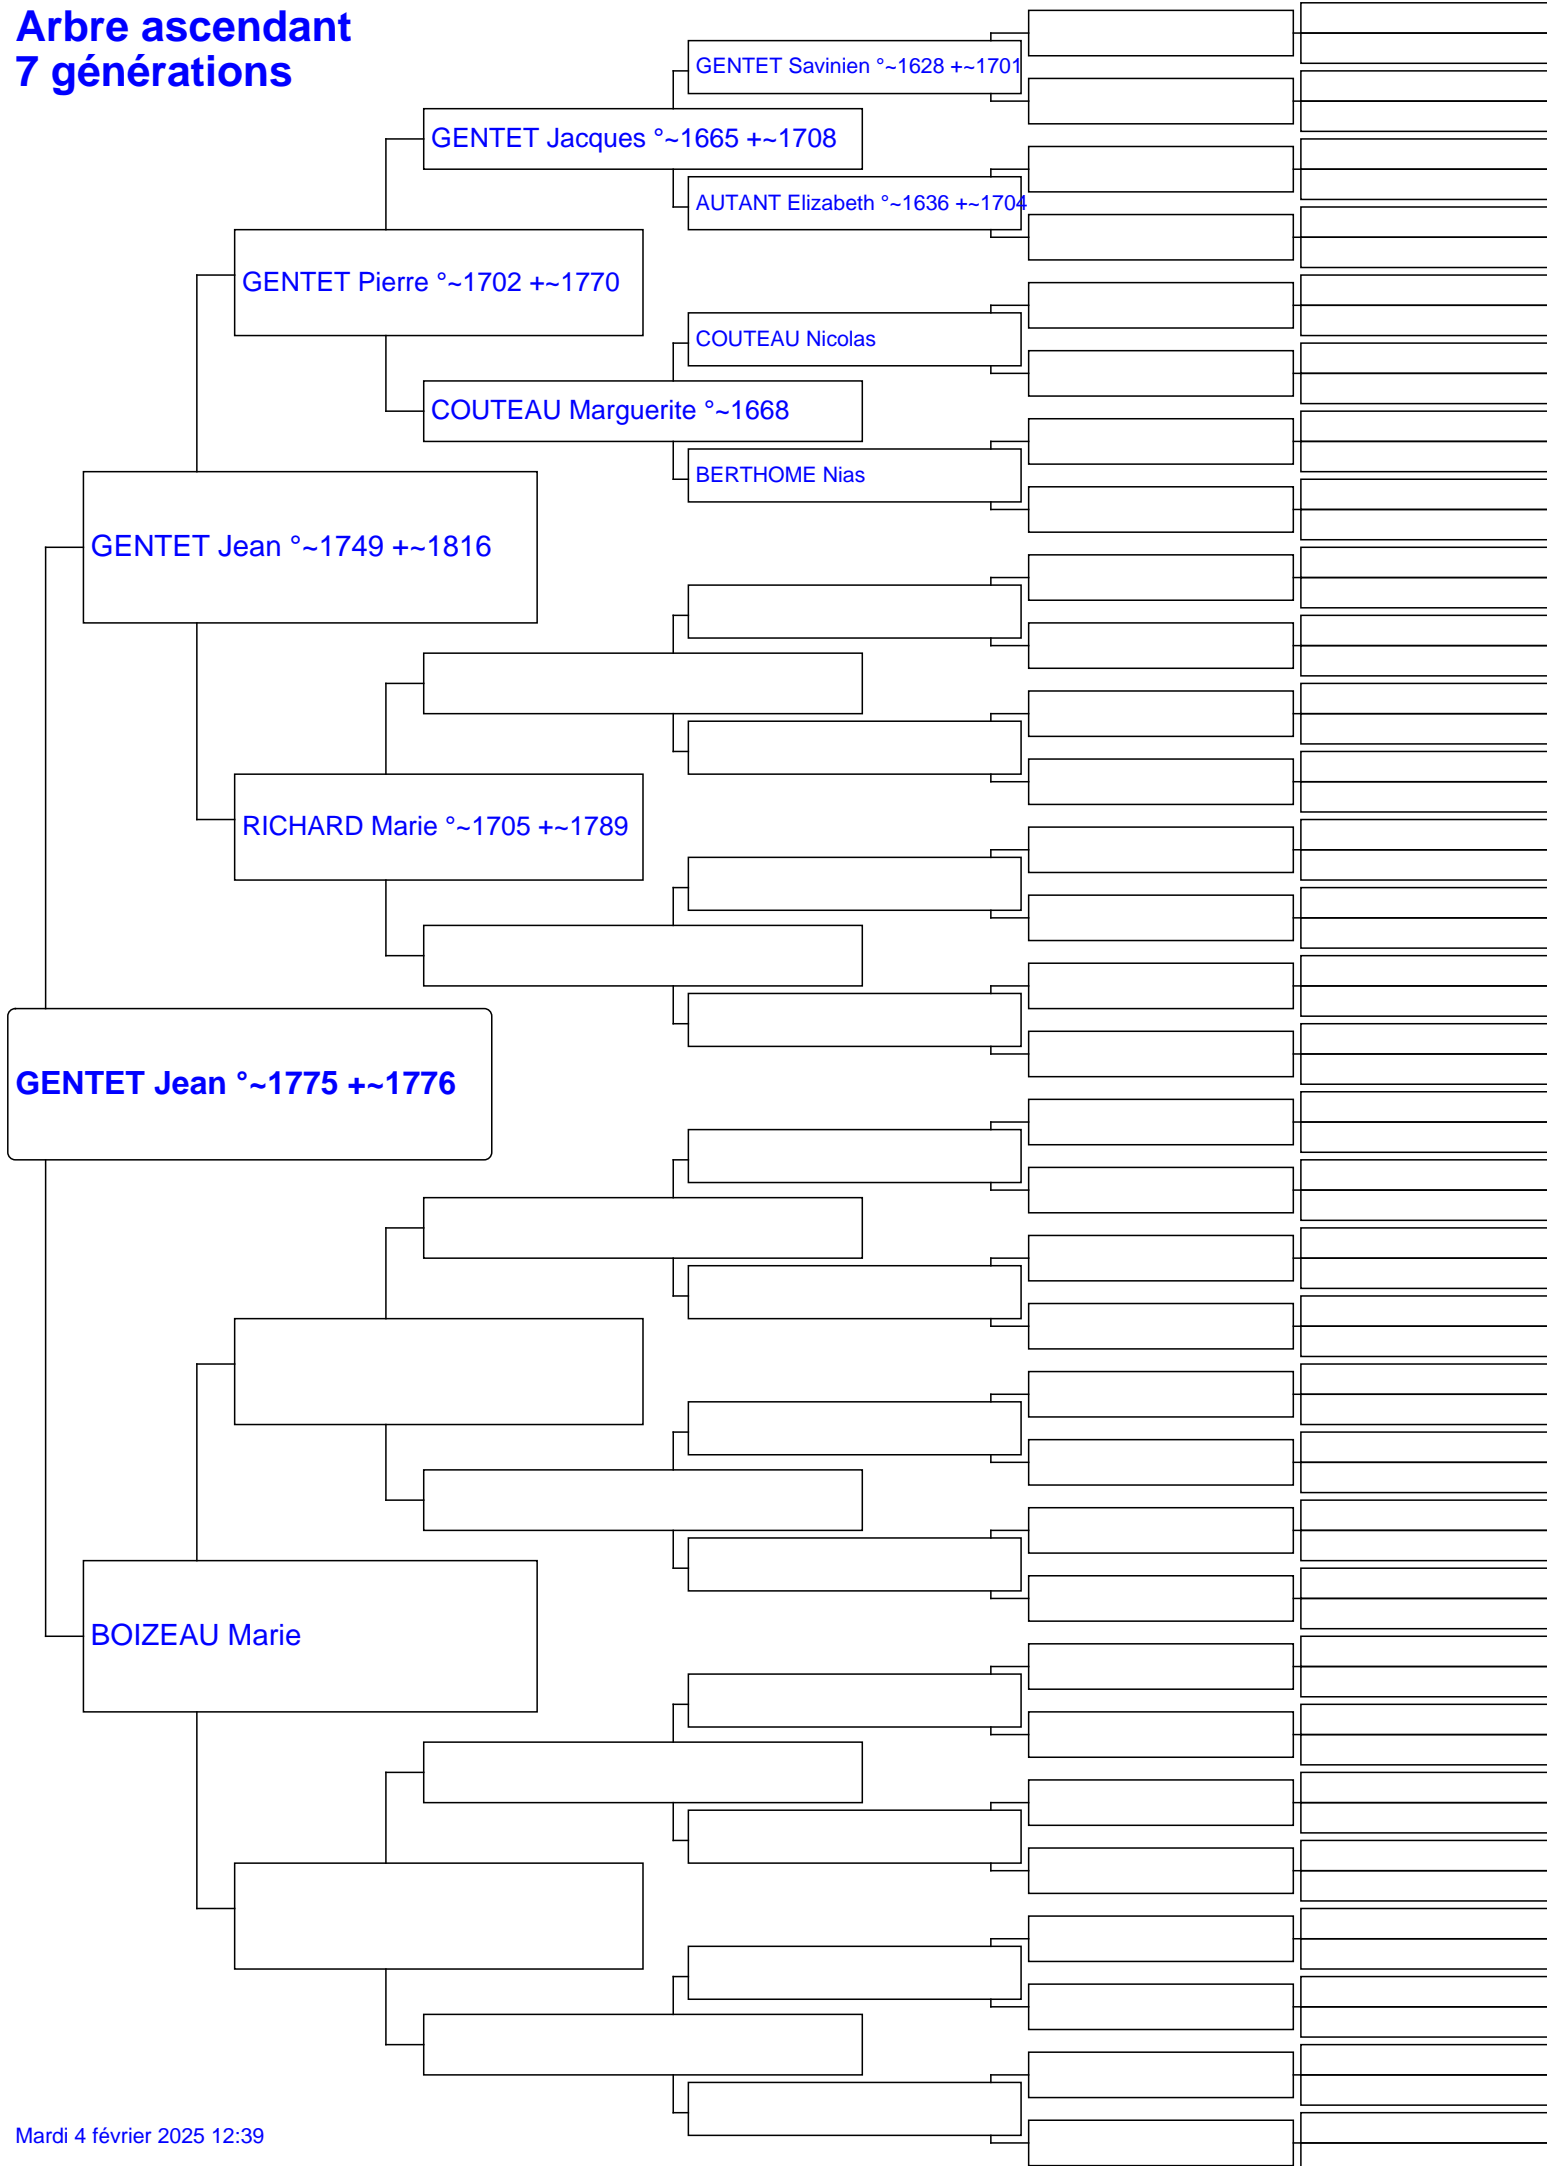 Arbre ascendant
7 générations
GENTET Savinien °~1628 +~1701
GENTET Jacques °~1665 +~1708
AUTANT Elizabeth °~1636 +~1704
GENTET Pierre °~1702 +~1770
COUTEAU Nicolas
COUTEAU Marguerite °~1668
BERTHOME Nias
GENTET Jean °~1749 +~1816
RICHARD Marie °~1705 +~1789
GENTET Jean °~1775 +~1776
BOIZEAU Marie
Mardi 4 février 2025 12:39